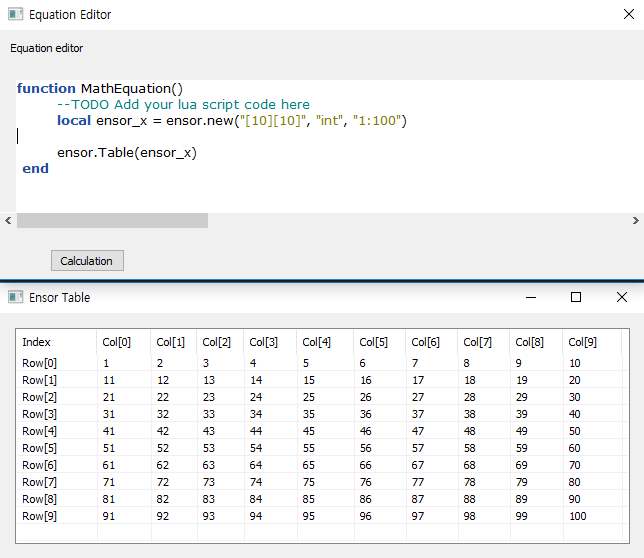 Equation Editor
Equation editor
function MathEquation()
--TODO Add your lua script code here
local ensor_x = ensor.new("[10][10]", "int", "1:100")
ensor.Table(ensor_x)
end
Calculation
Ensor Table
Index Col[0] Col[1] Col[2] Col[3] Col[4] Col[5] Col[6] Col[7] Col[8] Col[9]
Row[0] 1 2 3 4 5 6 7 8 9 10
Row[1] 11 12 13 14 15 16 17 18 19 20
Row[2] 21 22 23 24 25 26 27 28 29 30
Row[3] 31 32 33 34 35 36 37 38 39 40
Row[4] 41 42 43 44 45 46 47 48 49 50
Row[5] 51 52 53 54 55 56 57 58 59 60
Row[6] 61 62 63 64 65 66 67 68 69 70
Row[7] 71 72 73 74 75 76 77 78 79 80
Row[8] 81 82 83 84 85 86 87 88 89 90
Row[9] 91 92 93 94 95 96 97 98 99 100